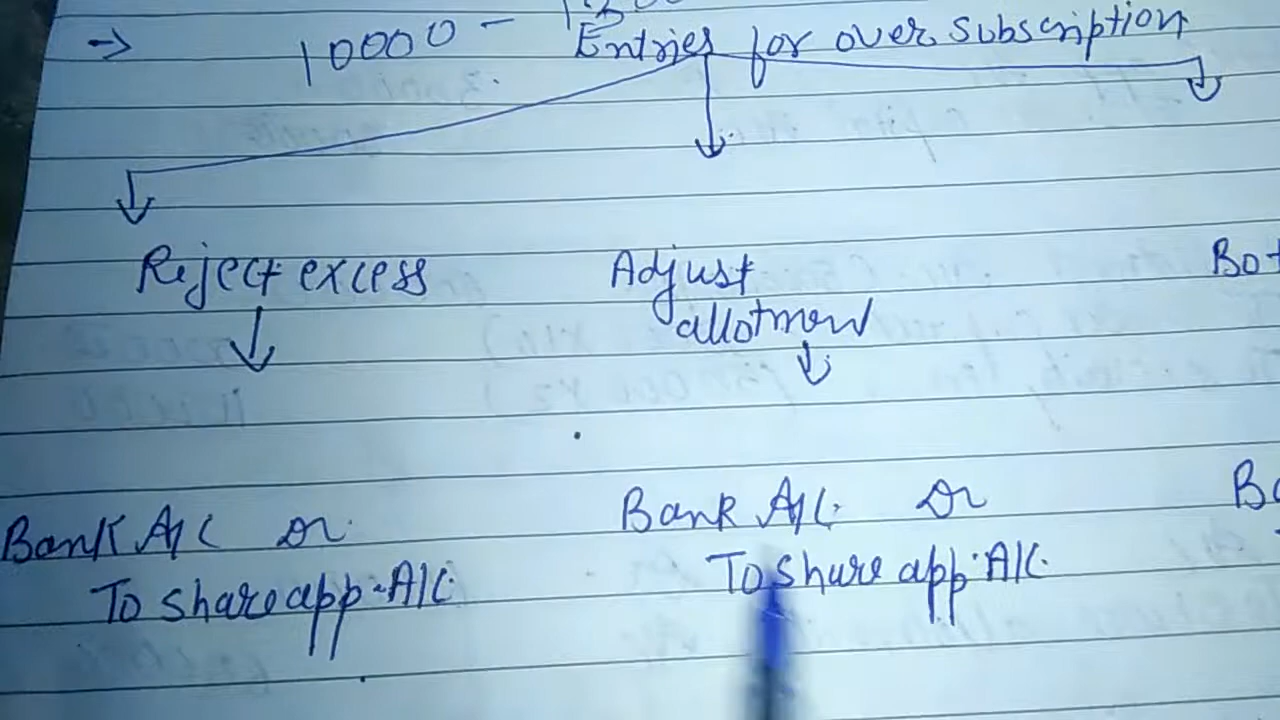 → 10000 - Entries for over subscription
Reject excess
Adjust
allotment
Bank A/c Dr.
To share app. A/c.
Bank A/c. Dr
To share app. A/c.